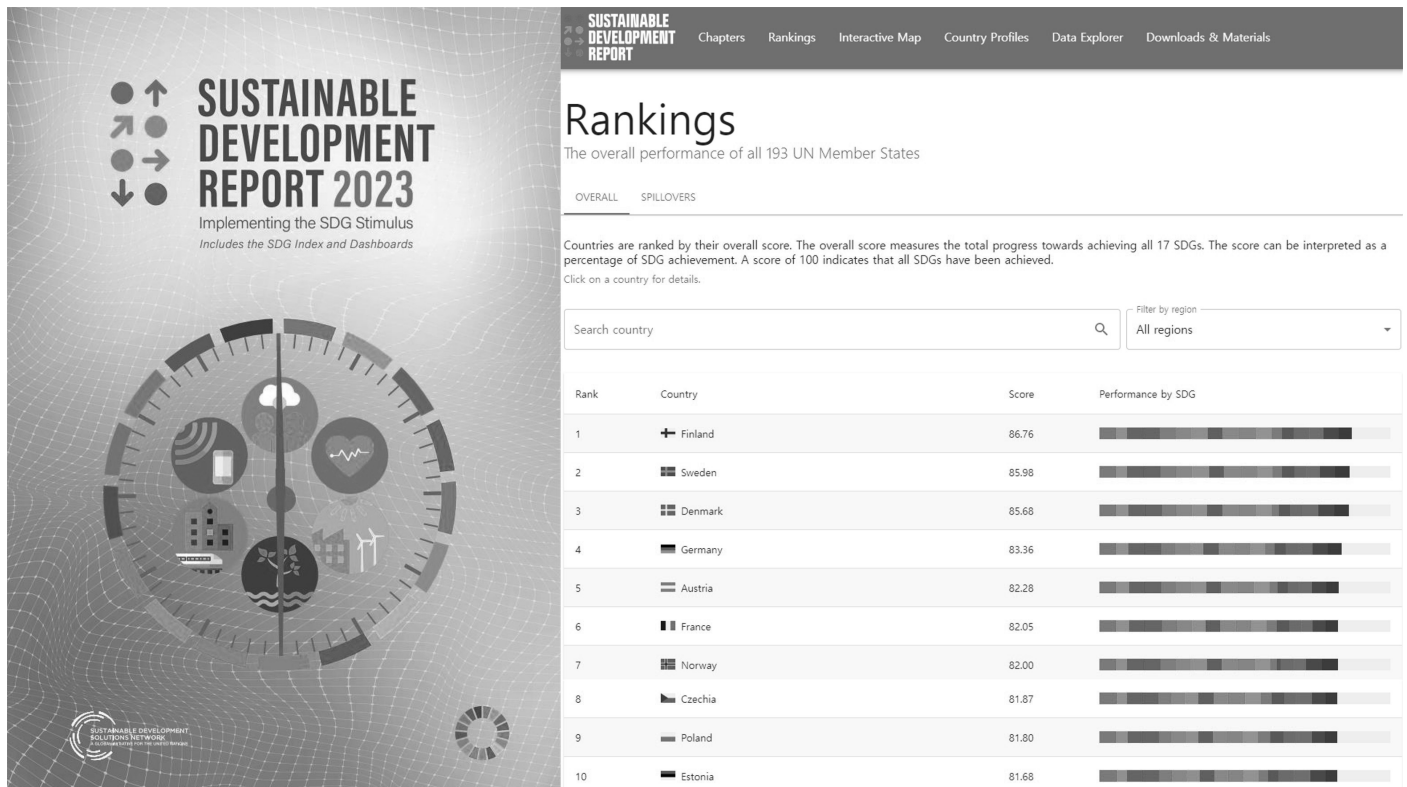 SUSTAINABLE
DEVELOPMENT
REPORT 2023
Implementing the SDG Stimulus
Includes the SDG Index and Dashboards
SUSTAINABLE DEVELOPMENT
SOLUTIONS NETWORK
A GLOBAL INITIATIVE FOR THE UNITED NATIONS
SUSTAINABLE
DEVELOPMENT
REPORT
Chapters Rankings Interactive Map Country Profiles Data Explorer Downloads & Materials
Rankings
The overall performance of all 193 UN Member States
OVERALL SPILLOVERS
Countries are ranked by their overall score. The overall score measures the total progress towards achieving all 17 SDGs. The score can be interpreted as a
percentage of SDG achievement. A score of 100 indicates that all SDGs have been achieved.
Click on a country for details.
Filter by region
Search country All regions
Rank Country Score Performance by SDG
1 Finland 86.76
2 Sweden 85.98
3 Denmark 85.68
4 Germany 83.36
5 Austria 82.28
6 France 82.05
7 Norway 82.00
8 Czechia 81.87
9 Poland 81.80
10 Estonia 81.68